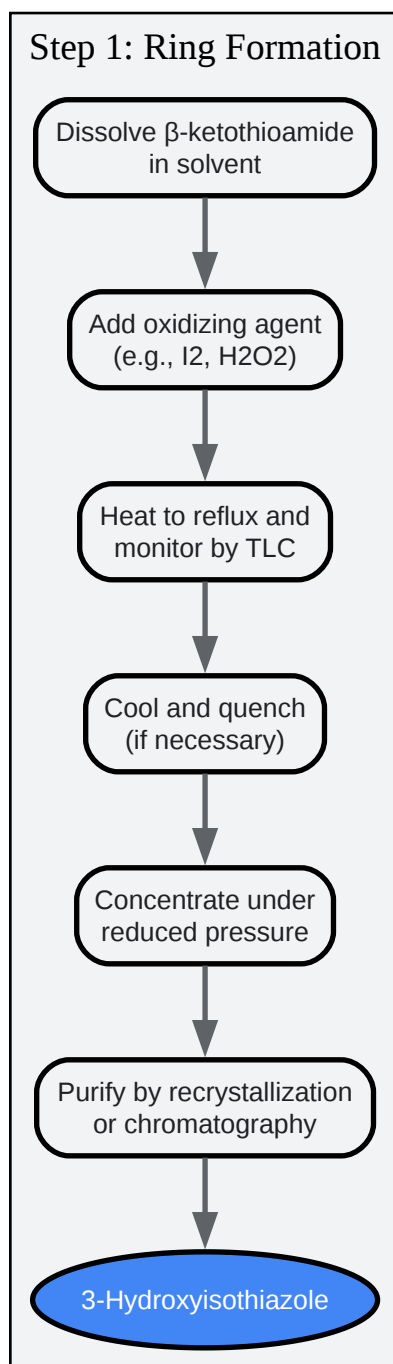 Step 1: Ring Formation
Dissolve β-ketothioamide
in solvent
Add oxidizing agent
(e.g., I2, H2O2)
Heat to reflux and
monitor by TLC
Cool and quench
(if necessary)
Concentrate under
reduced pressure
Purify by recrystallization
or chromatography
3-Hydroxyisothiazole